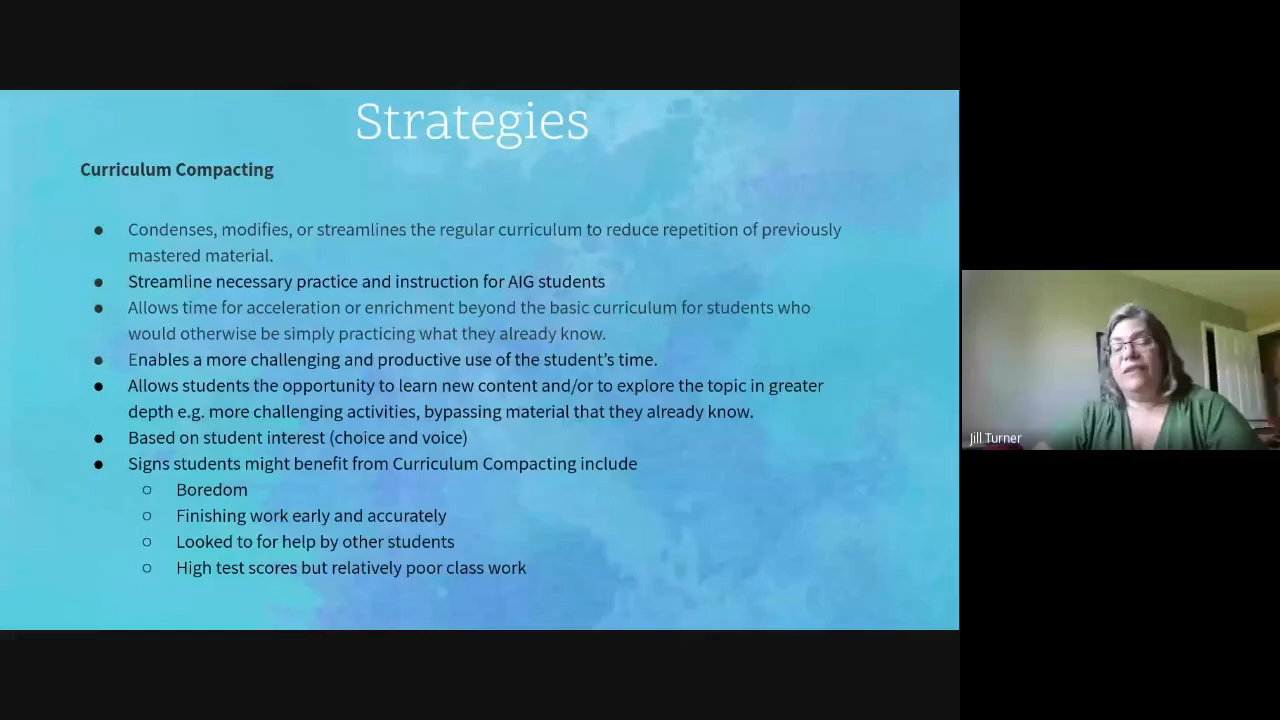 Strategies
Curriculum Compacting
● Condenses, modifies, or streamlines the regular curriculum to reduce repetition of previously
mastered material.
● Streamline necessary practice and instruction for AIG students
● Allows time for acceleration or enrichment beyond the basic curriculum for students who
would otherwise be simply practicing what they already know.
● Enables a more challenging and productive use of the student’s time.
● Allows students the opportunity to learn new content and/or to explore the topic in greater
depth e.g. more challenging activities, bypassing material that they already know.
● Based on student interest (choice and voice)
● Signs students might benefit from Curriculum Compacting include
○ Boredom
○ Finishing work early and accurately
○ Looked to for help by other students
○ High test scores but relatively poor class work
Jill Turner